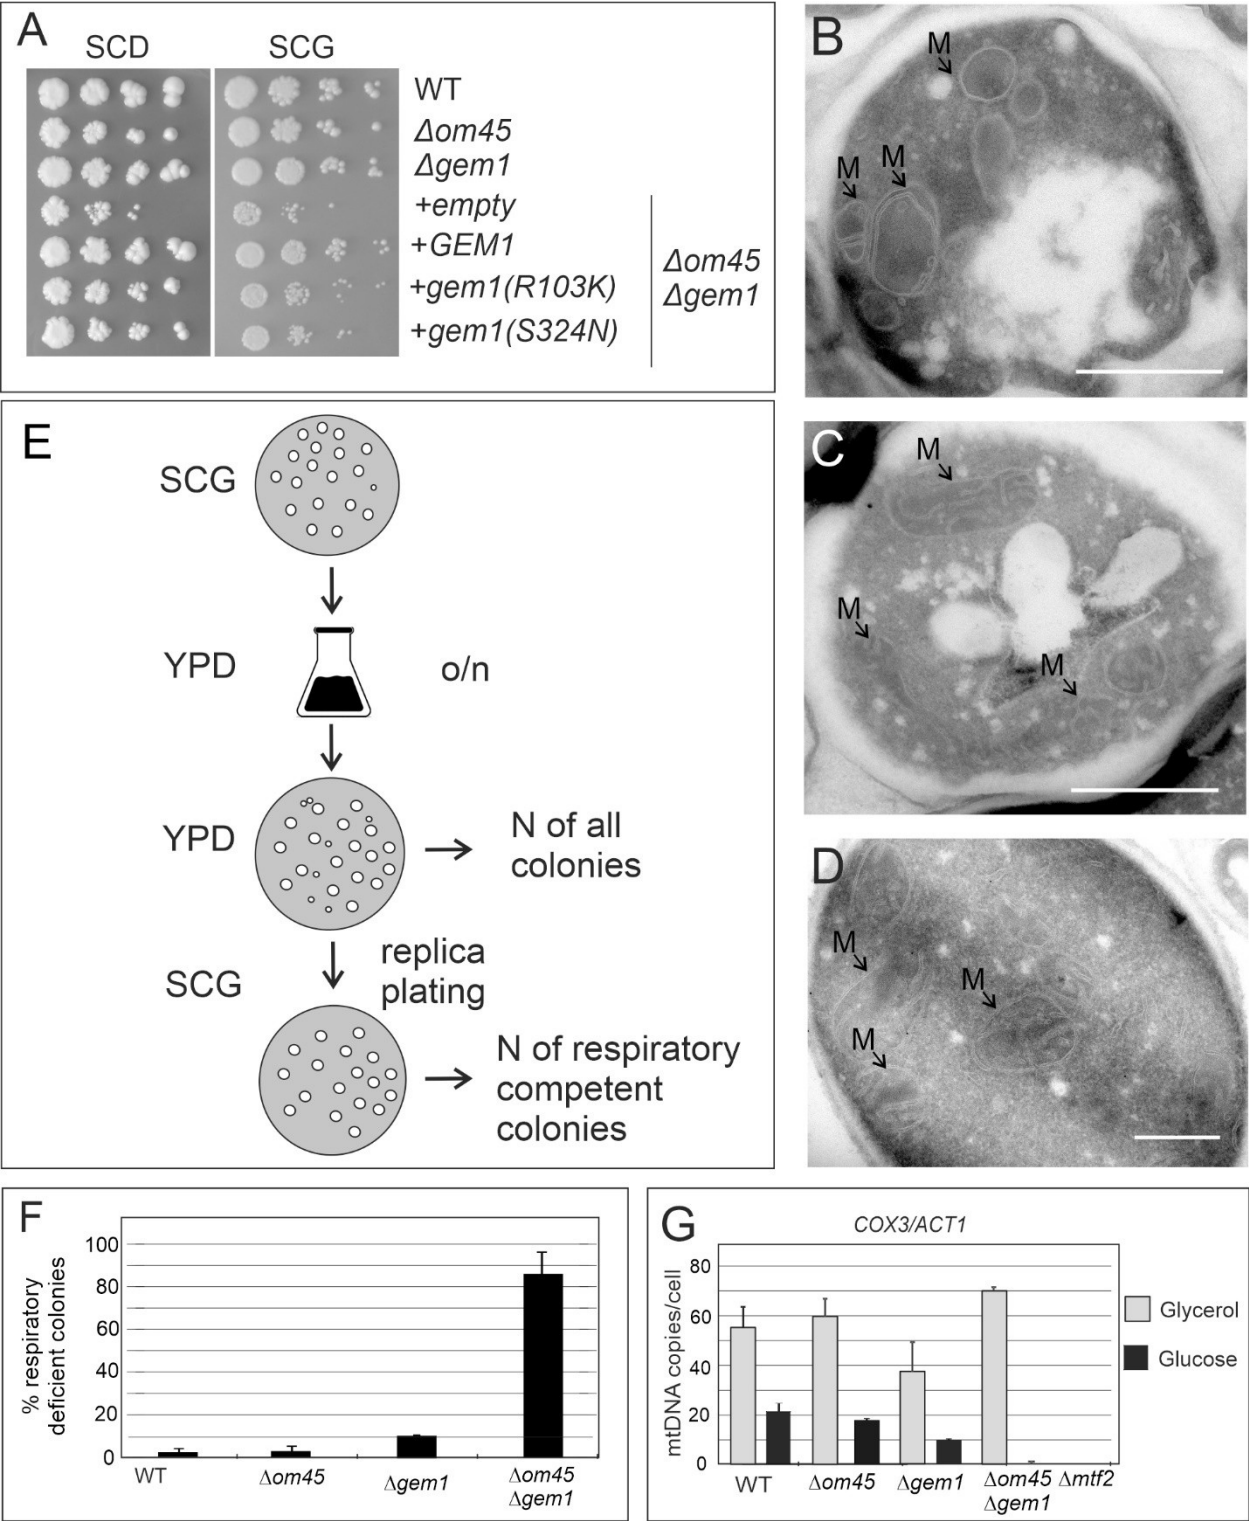 A
SCD SCG
WT
Δom45
Δgem1
+empty
+GEM1
+gem1(R103K)
+gem1(S324N)
Δom45
Δgem1
B
M
M
M
C
M
M
M
D
M
M
M
E
SCG
YPD
o/n
YPD
N of all
colonies
replica
plating
SCG
N of respiratory
competent
colonies
F
% respiratory
deficient colonies
100
80
60
40
20
0
WT Δom45 Δgem1 Δom45
Δgem1
G
COX3/ACT1
mtDNA copies/cell
80
60
40
20
0
WT Δom45 Δgem1 Δom45 Δmtf2
Δgem1
Glycerol
Glucose